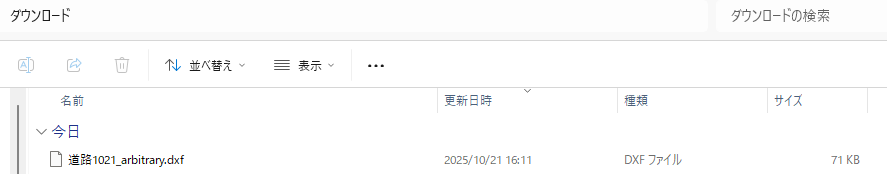 ダウンロード ダウンロードの検索
並べ替え 表示 ...
名前 更新日時 種類 サイズ
今日
道路1021_arbitrary.dxf 2025/10/21 16:11 DXF ファイル 71 KB